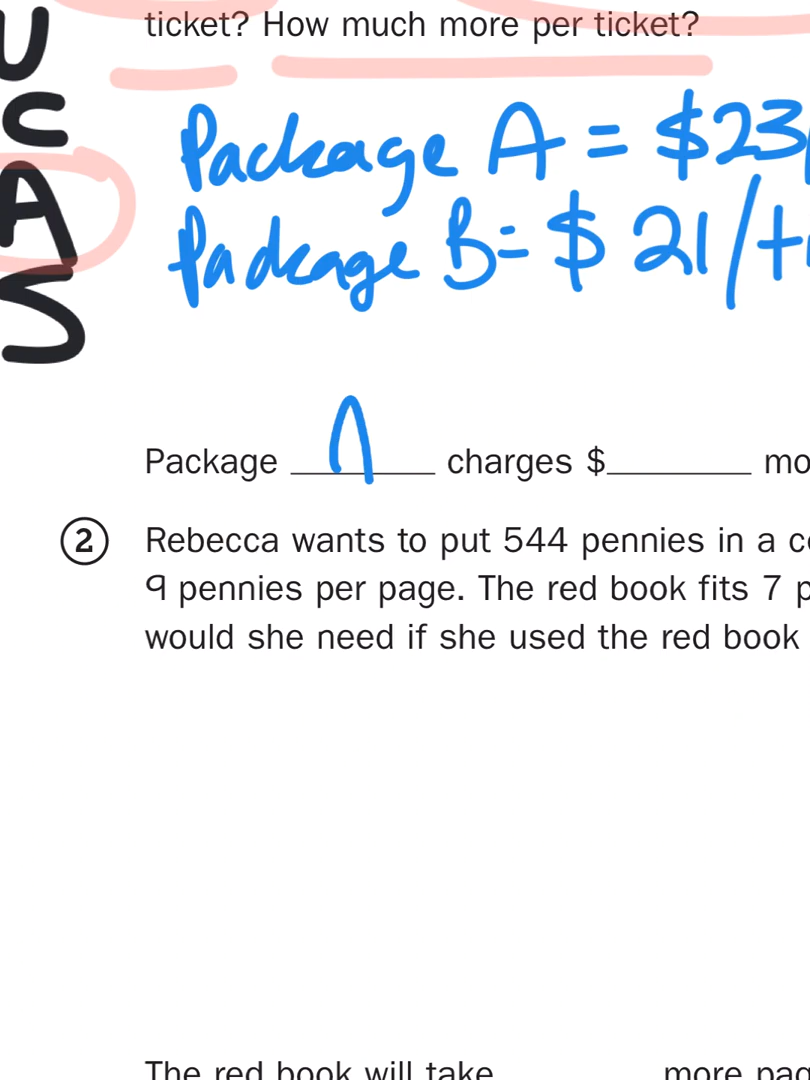 U
C
A
S
ticket? How much more per ticket?
Package A = $23
Package B = $ 21/t
Package A charges $ mo
2 Rebecca wants to put 544 pennies in a c
9 pennies per page. The red book fits 7 p
would she need if she used the red book
The red book will take more pag